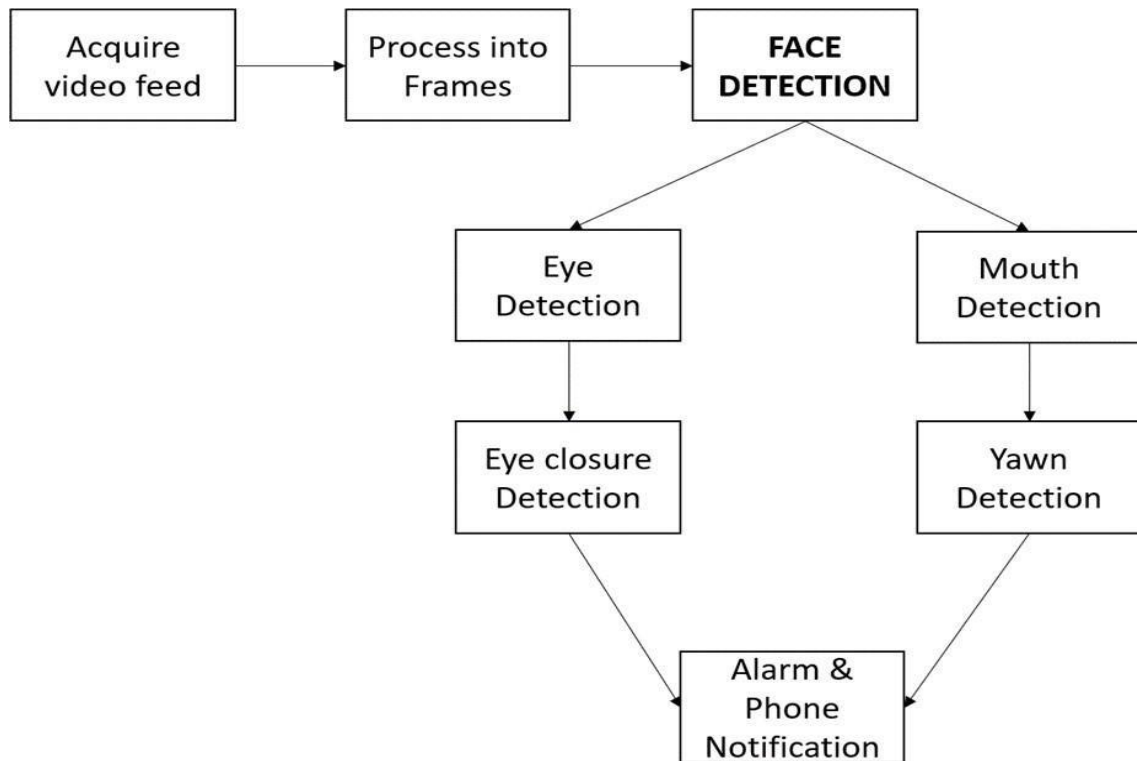 Acquire
video feed
Process into
Frames
FACE
DETECTION
Eye
Detection
Mouth
Detection
Eye closure
Detection
Yawn
Detection
Alarm &
Phone
Notification